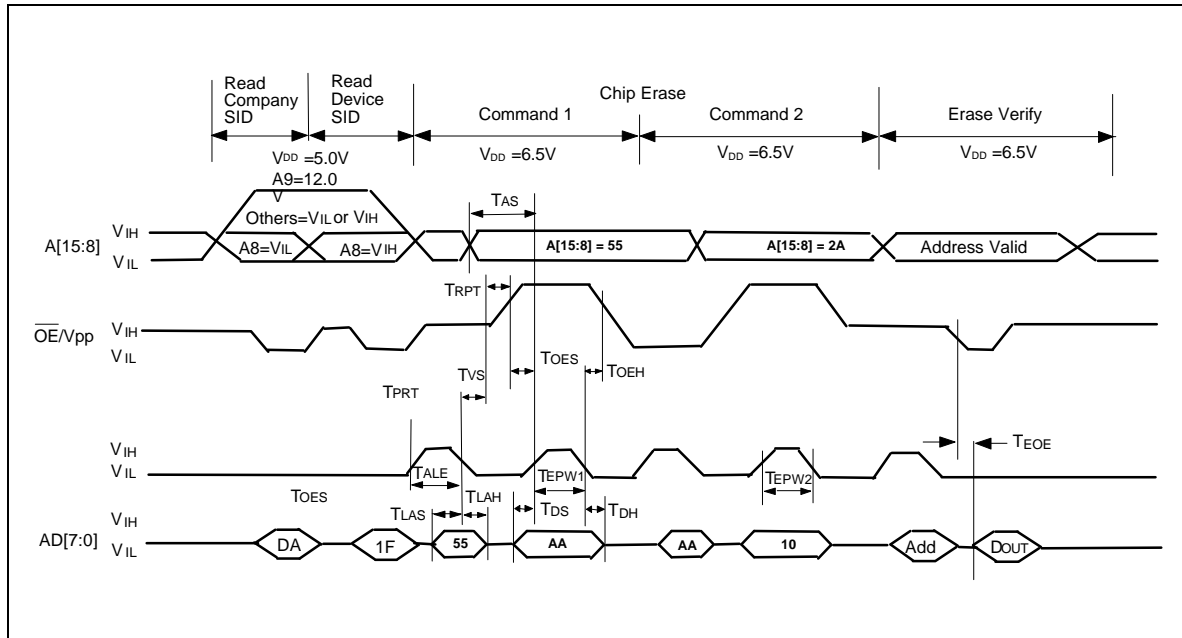 Read
Company
SID
Read
Device
SID
Chip Erase
Command 1
Command 2
Erase Verify
VDD =5.0V
VDD =6.5V
VDD =6.5V
VDD =6.5V
A9=12.0
V
Others=VIL or VIH
TAS
A[15:8]
VIH
VIL
A8=VIL
A8=VIH
A[15:8] = 55
A[15:8] = 2A
Address Valid
TRPT
OE/Vpp
VIH
VIL
TOES
TOEH
TVS
TPRT
VIH
VIL
TEOE
TALE
TEPW1
TEPW2
TOES
TLAH
TLAS
TDS
TDH
AD[7:0]
VIH
VIL
DA
1F
55
AA
AA
10
Add
DOUT